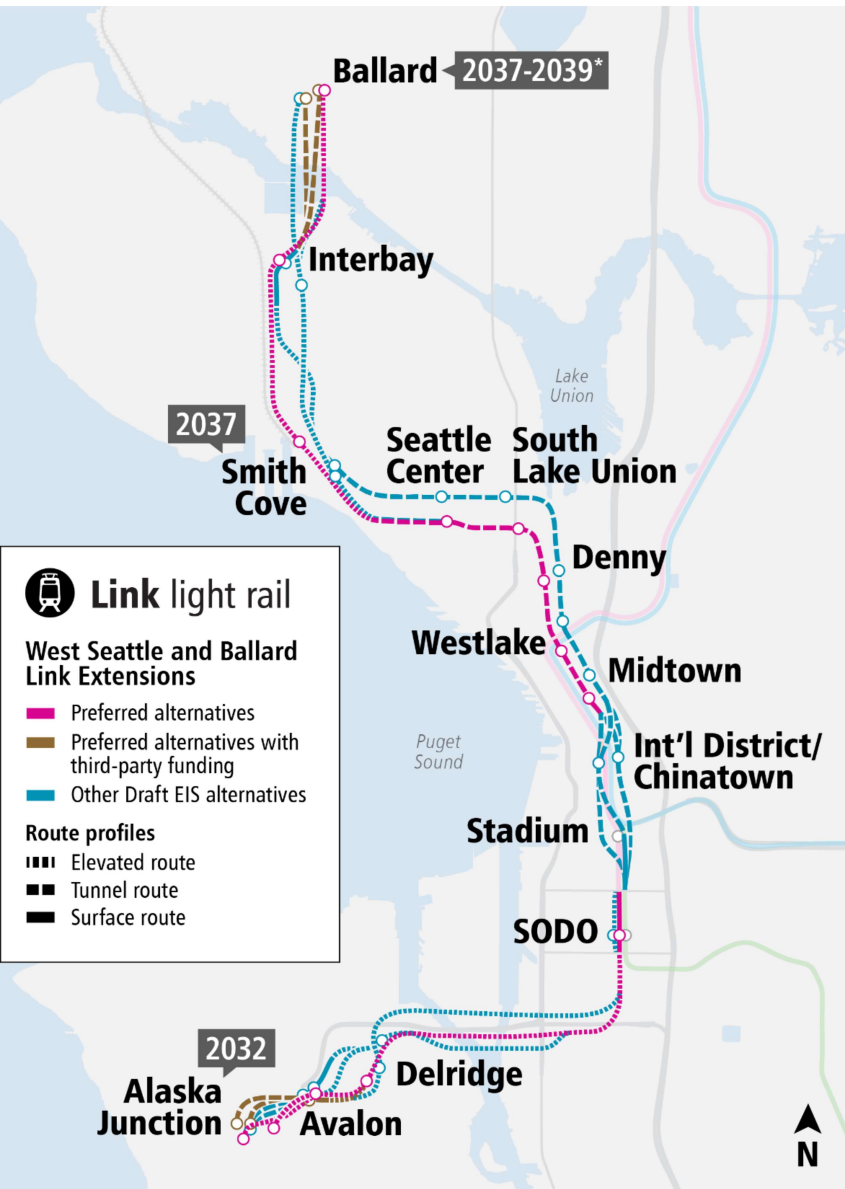 Ballard
2037-2039*
Interbay
Lake
Union
2037
Smith
Cove
Seattle
Center
South
Lake Union
Denny
Westlake
Midtown
Puget
Sound
Int'l District/
Chinatown
Stadium
SODO
Link light rail
West Seattle and Ballard
Link Extensions
Preferred alternatives
Preferred alternatives with
third-party funding
Other Draft EIS alternatives
Route profiles
Elevated route
Tunnel route
Surface route
2032
Alaska
Junction
Delridge
Avalon
N